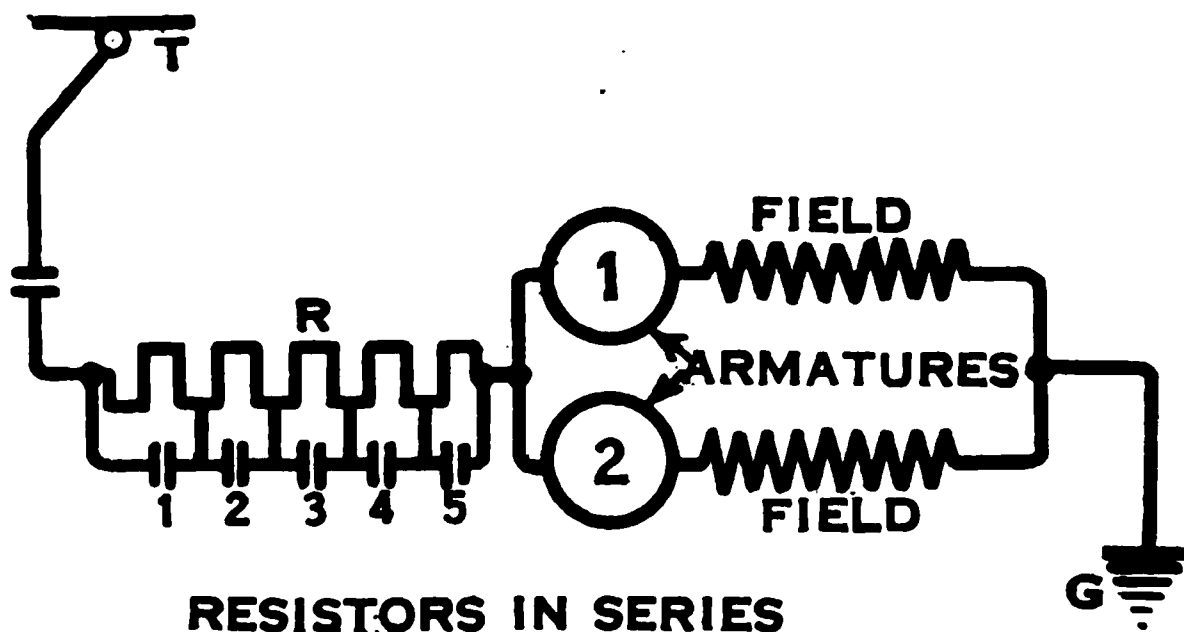 T
FIELD
1
R
ARMATURES
2
1 2 3 4 5
FIELD
G
RESISTORS IN SERIES